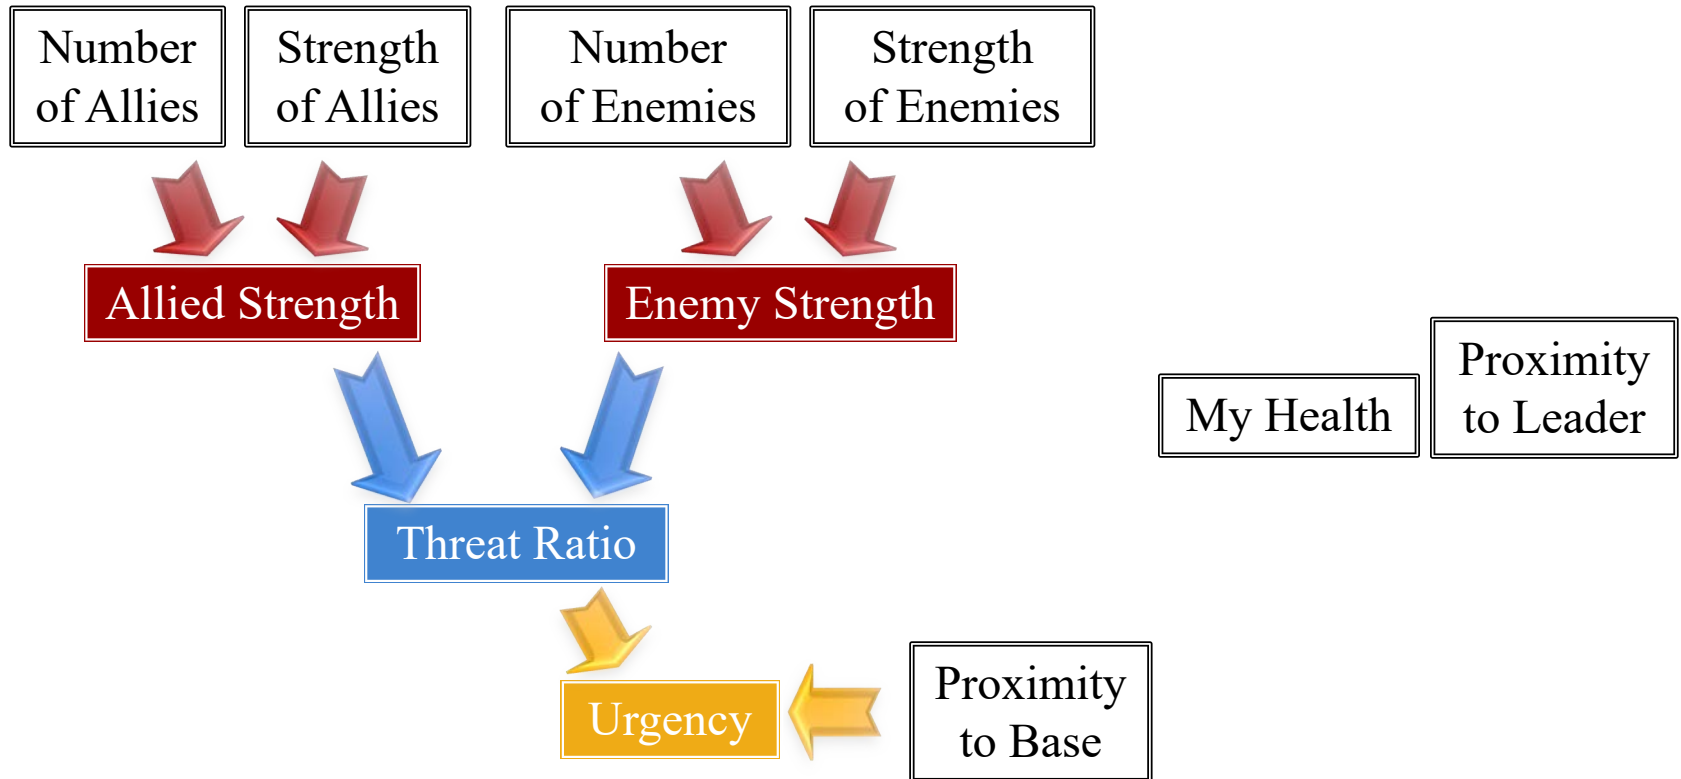 Number
of Allies
Strength
of Allies
Number
of Enemies
Strength
of Enemies
Allied Strength
Enemy Strength
My Health
Proximity
to Leader
Threat Ratio
Urgency
Proximity
to Base